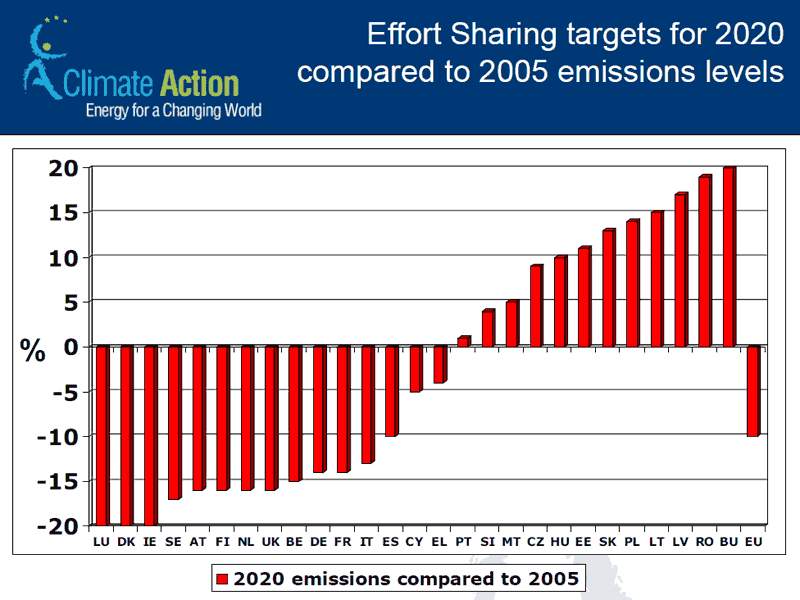 Effort Sharing targets for 2020
compared to 2005 emissions levels
Climate Action
Energy for a Changing World
20
15
10
5
% 0
-5
-10
-15
-20
LU DK IE SE AT FI NL UK BE DE FR IT ES CY EL PT SI MT CZ HU EE SK PL LT LV RO BU EU
2020 emissions compared to 2005